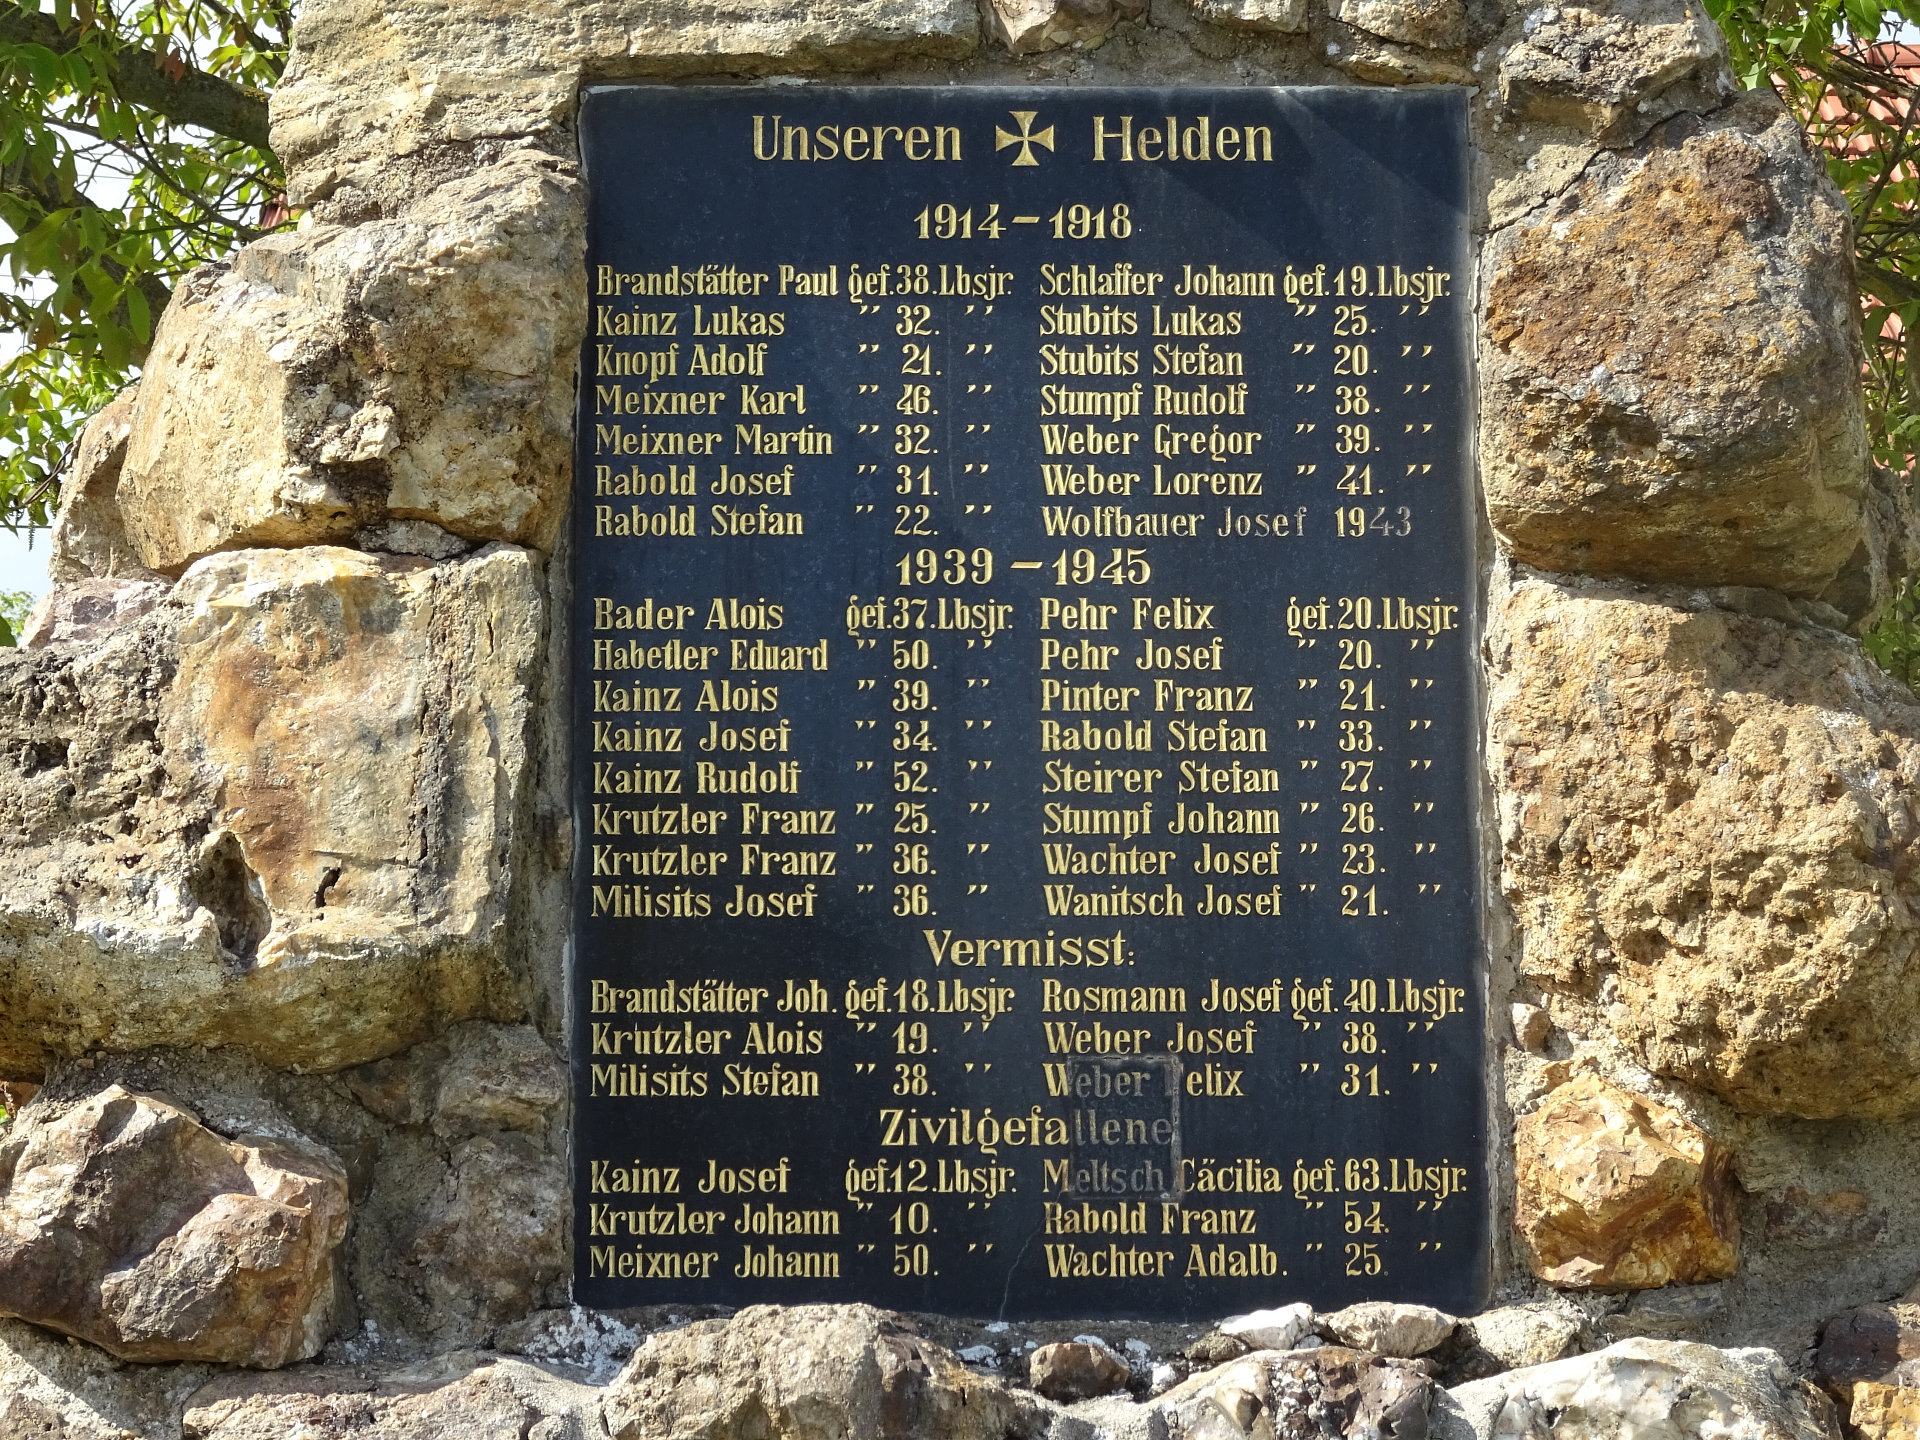 Unseren ✠ Helden
1914 – 1918
Brandstätter Paul gef. 38. Lbsjr. Schlaffer Johann gef. 19. Lbsjr.
Kainz Lukas " 32. " Stubits Lukas " 25. "
Knopf Adolf " 21. " Stubits Stefan " 20. "
Meixner Karl " 46. " Stumpf Rudolf " 38. "
Meixner Martin " 32. " Weber Gregor " 39. "
Rabold Josef " 31. " Weber Lorenz " 41. "
Rabold Stefan " 22. " Wolfbauer Josef 1943
1939 – 1945
Bader Alois gef. 37. Lbsjr. Pehr Felix gef. 20. Lbsjr.
Habetler Eduard " 50. " Pehr Josef " 20. "
Kainz Alois " 39. " Pinter Franz " 21. "
Kainz Josef " 34. " Rabold Stefan " 33. "
Kainz Rudolf " 52. " Steirer Stefan " 27. "
Krutzler Franz " 25. " Stumpf Johann " 26. "
Krutzler Franz " 36. " Wachter Josef " 23. "
Milisits Josef " 36. " Wanitsch Josef " 21. "
Vermisst:
Brandstätter Joh. gef. 18. Lbsjr. Rosmann Josef gef. 40. Lbsjr.
Krutzler Alois " 19. " Weber Josef " 38. "
Milisits Stefan " 38. " Weber Felix " 31. "
Zivilgefallene
Kainz Josef gef. 12. Lbsjr. Meltsch Cäcilia gef. 63. Lbsjr.
Krutzler Johann " 10. " Rabold Franz " 54. "
Meixner Johann " 50. " Wachter Adalb. " 25. "